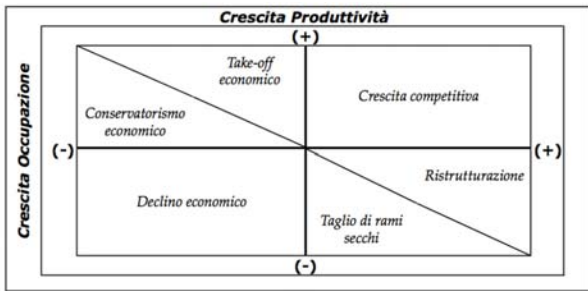 Crescita Produttività
(+)
Take-off
economico
Crescita competitiva
Conservatorismo
economico
Crescita Occupazione
(-)
(+)
Ristrutturazione
Declino economico
Taglio di rami
secchi
(-)